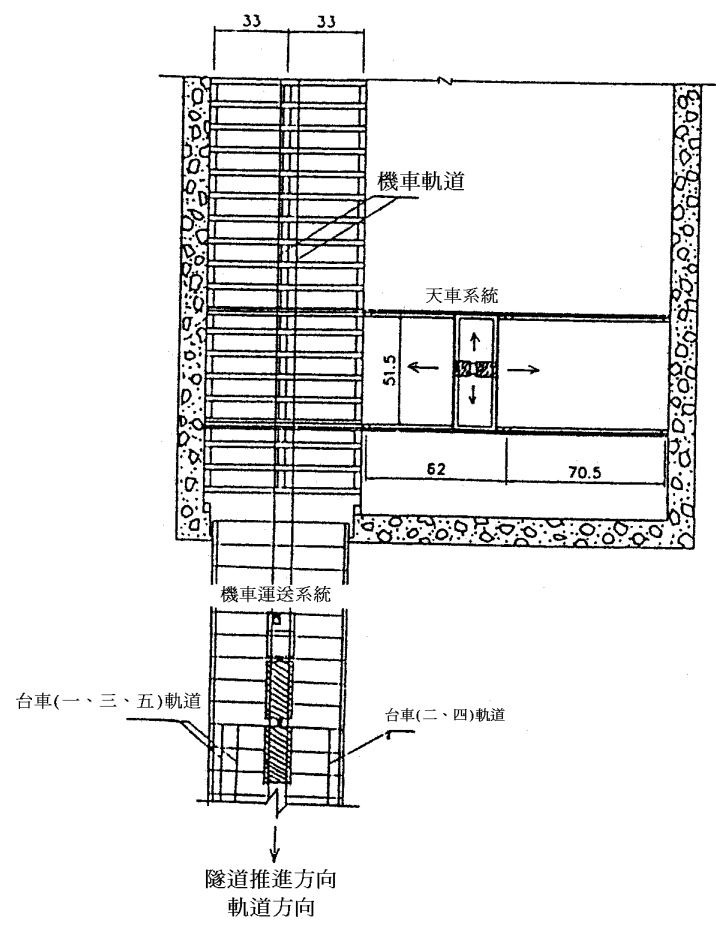 33 33
機車軌道
天車系統
51.5
62 70.5
機車運送系統
台車(一、三、五)軌道
台車(二、四)軌道
隧道推進方向
軌道方向